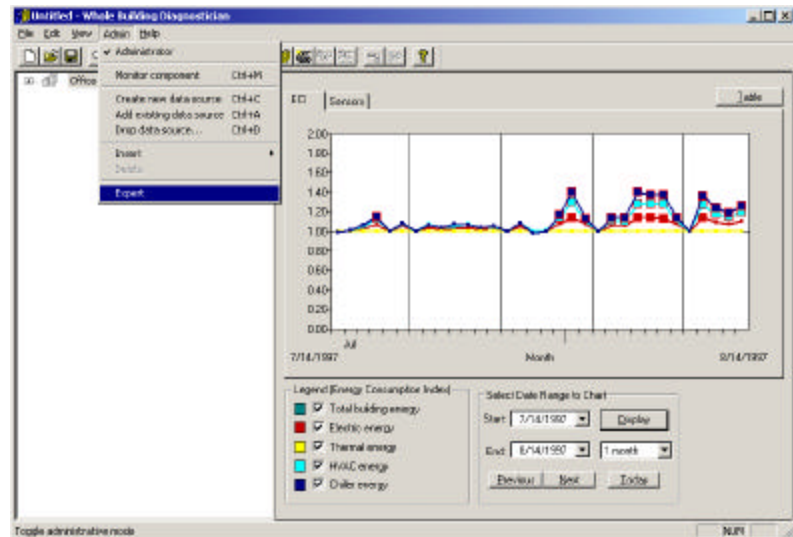 Untitled - Whole Building Diagnostician
File Edit View Admin Help
Administrator
Monitor component Ctrl+M
Create new data source Ctrl+C
Add existing data source Ctrl+A
Drop data source... Ctrl+D
Insert
Delete
Expert
Office
ECI Sensors
Table
2.00
1.80
1.60
1.40
1.20
1.00
0.80
0.60
0.40
0.20
0.00
Jul
7/14/1997 Month 8/14/1997
Legend (Energy Consumption Index)
Total building energy
Electric energy
Thermal energy
HVAC energy
Chiller energy
Select Date Range to Chart
Start 7/14/1997 Display
End 8/14/1997 1 month
Previous Next Today
Toggle administrative mode NUM